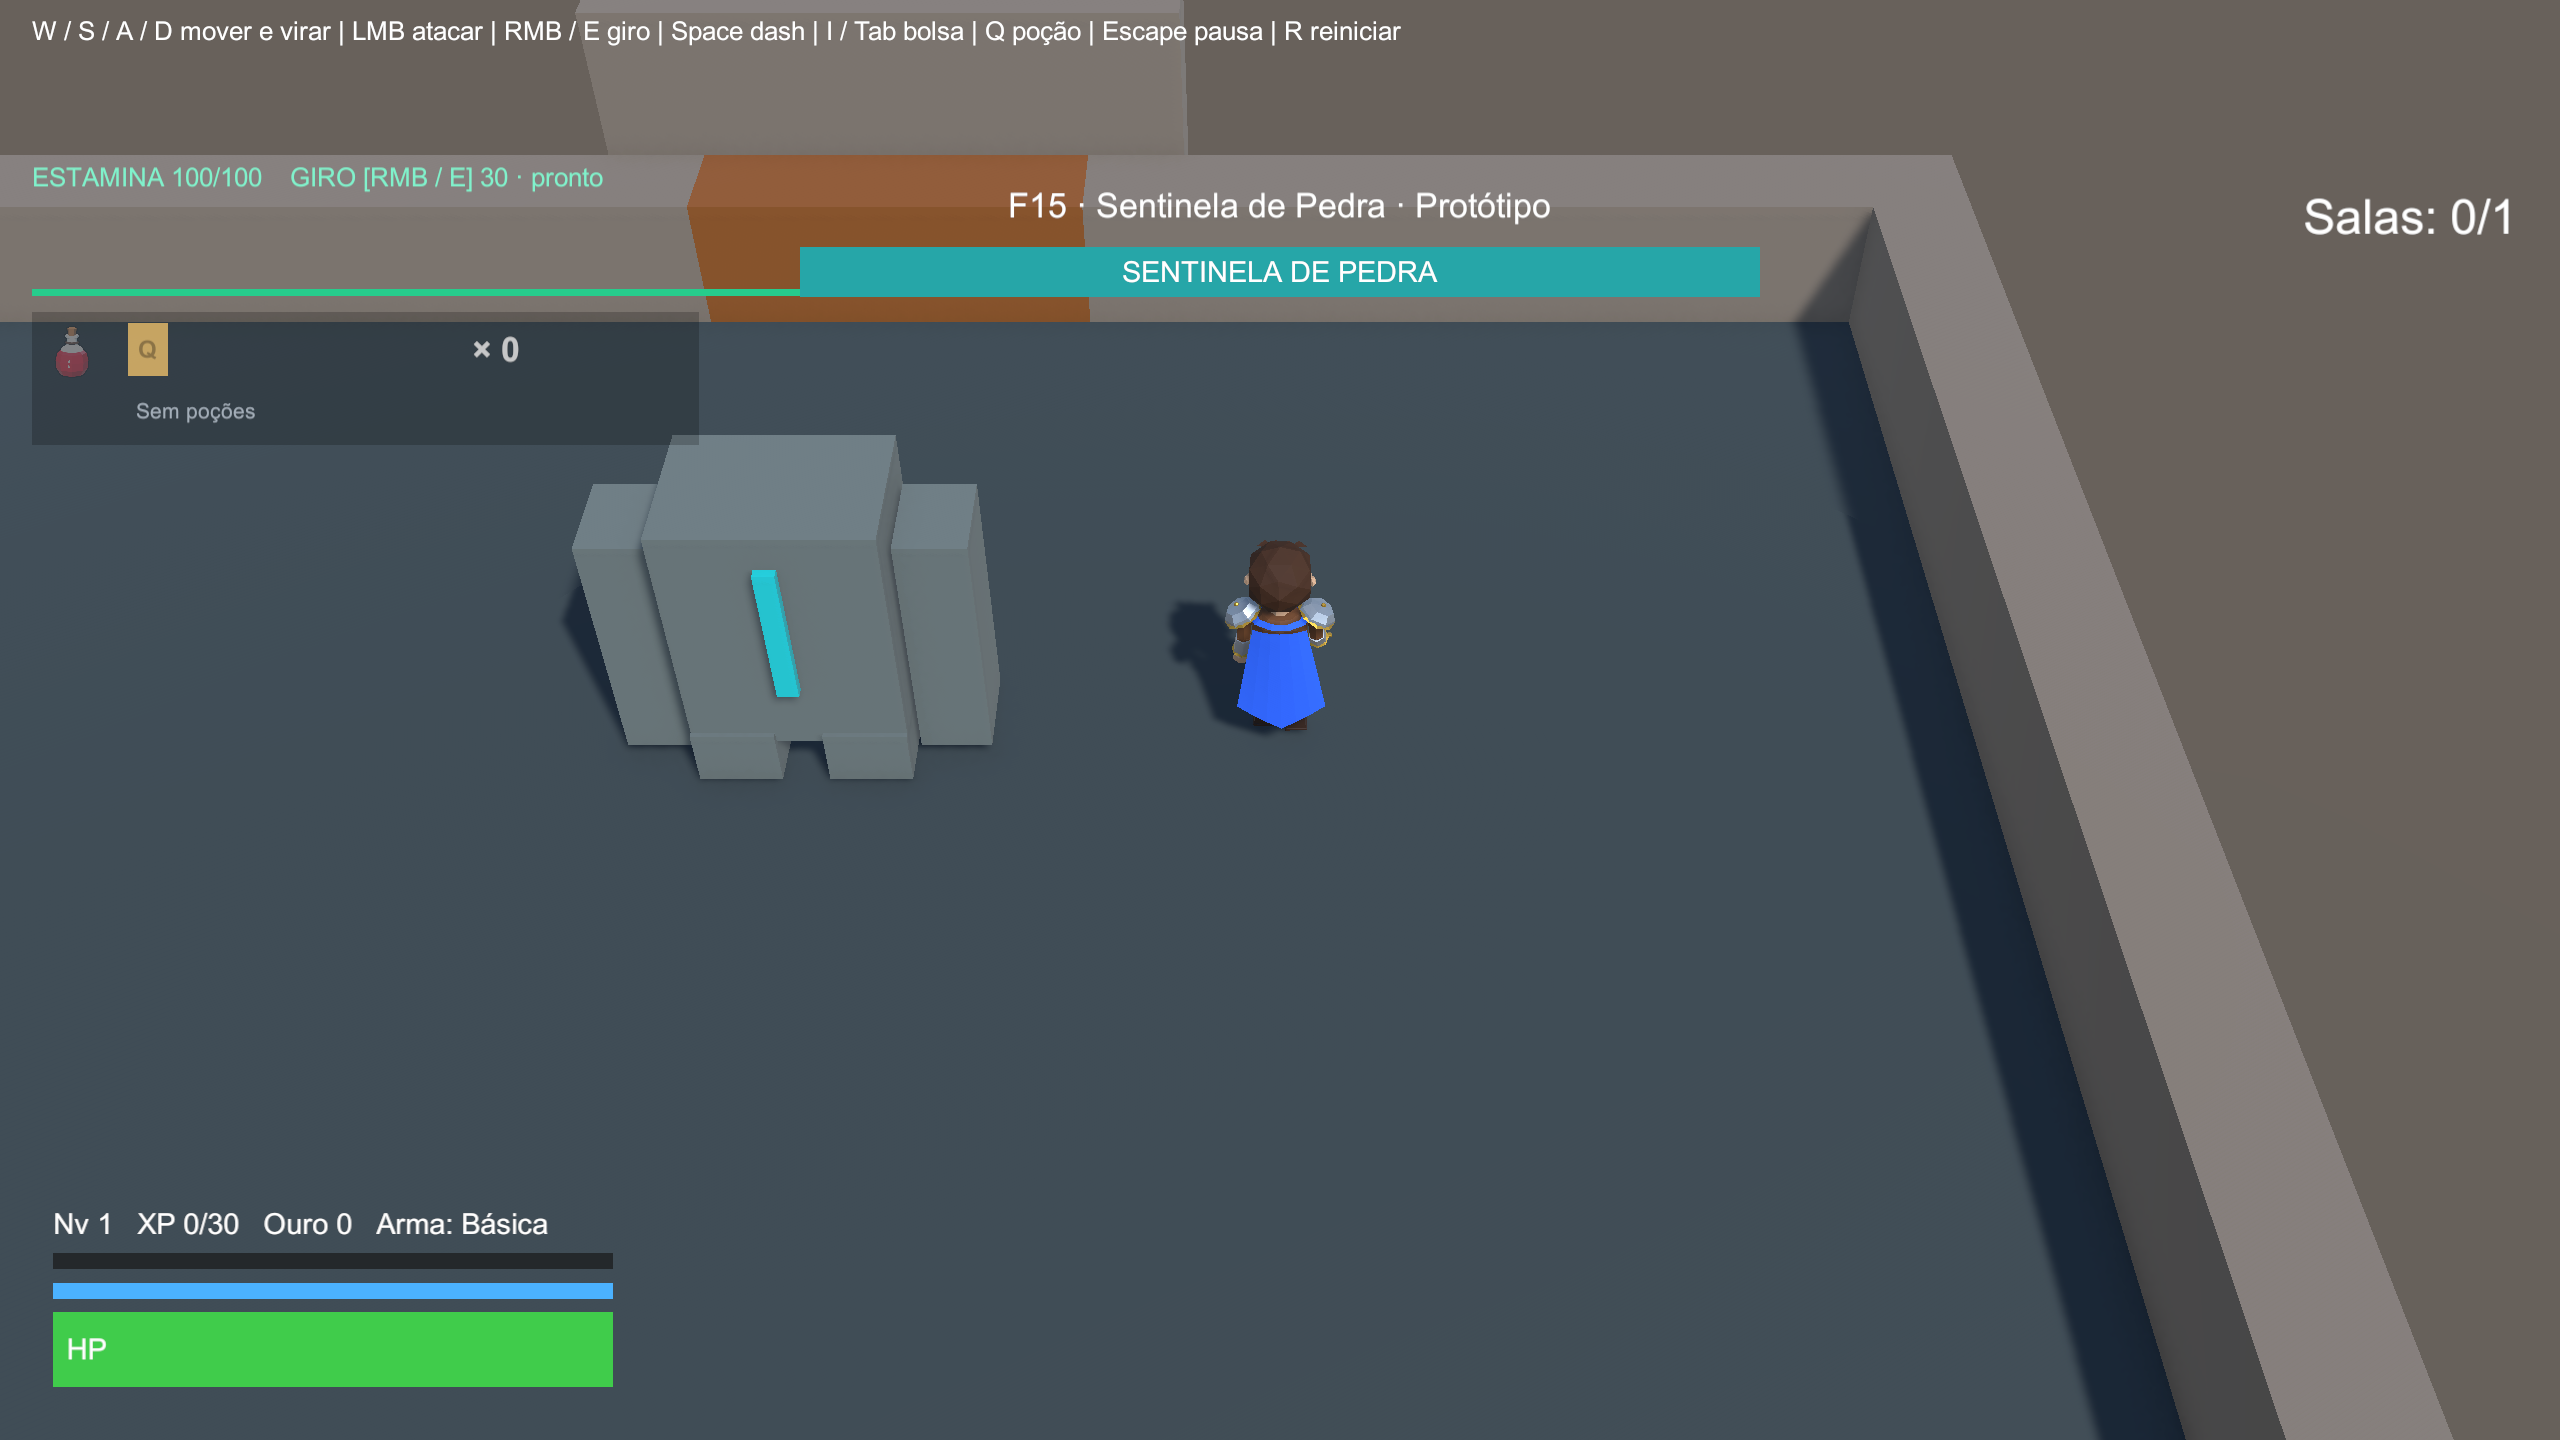 W / S / A / D mover e virar | LMB atacar | RMB / E giro | Space dash | I / Tab bolsa | Q poção | Escape pausa | R reiniciar
ESTAMINA 100/100 GIRO [RMB / E] 30 · pronto
F15 · Sentinela de Pedra · Protótipo
Salas: 0/1
SENTINELA DE PEDRA
Q × 0
Sem poções
Nv 1 XP 0/30 Ouro 0 Arma: Básica
HP